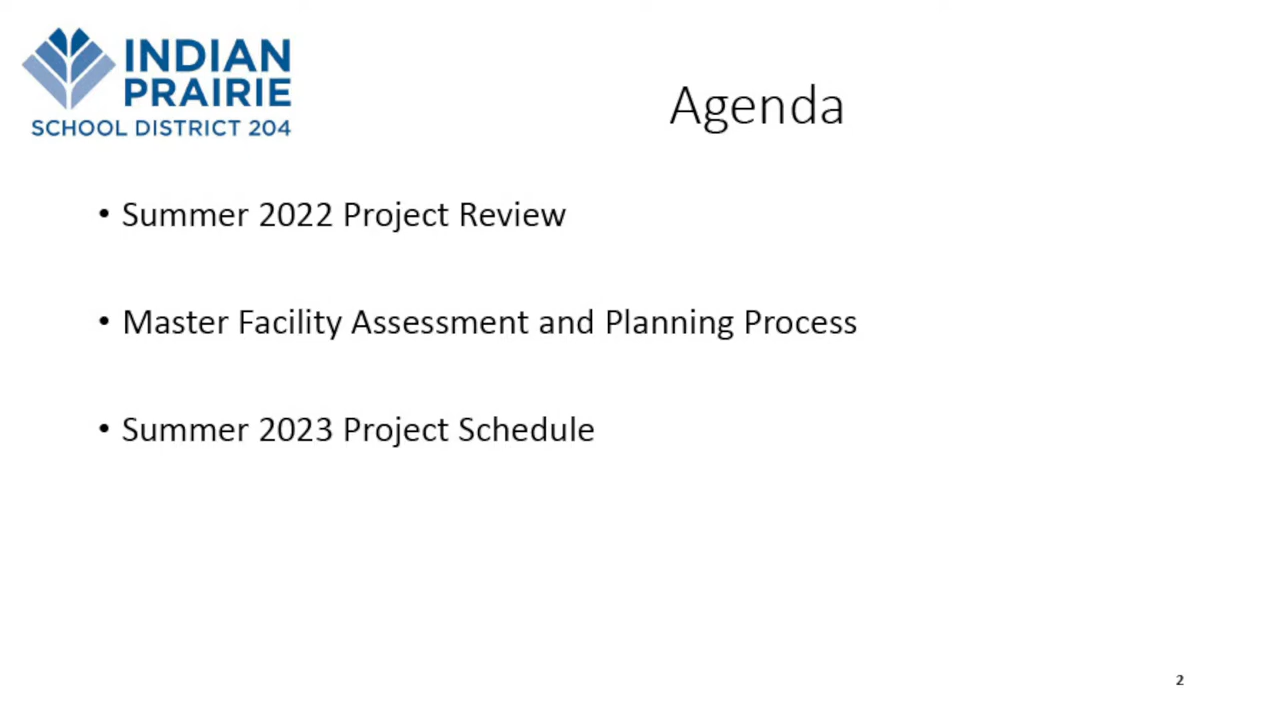 INDIAN
PRAIRIE
SCHOOL DISTRICT 204
Agenda
• Summer 2022 Project Review
• Master Facility Assessment and Planning Process
• Summer 2023 Project Schedule
2